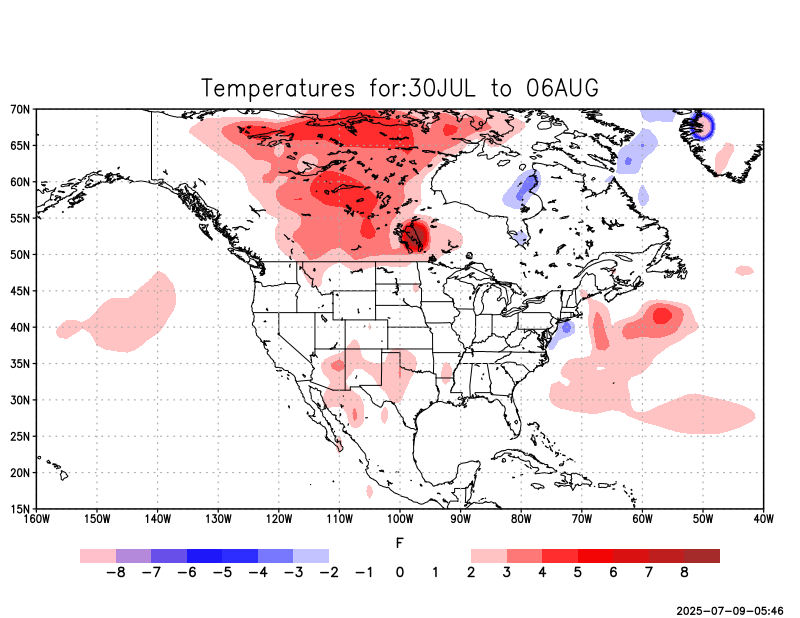 Temperatures for:30JUL to 06AUG
70N
65N
60N
55N
50N
45N
40N
35N
30N
25N
20N
15N
160W 150W 140W 130W 120W 110W 100W 90W 80W 70W 60W 50W 40W
F
−8 −7 −6 −5 −4 −3 −2 −1 0 1 2 3 4 5 6 7 8
2025-07-09-05:46